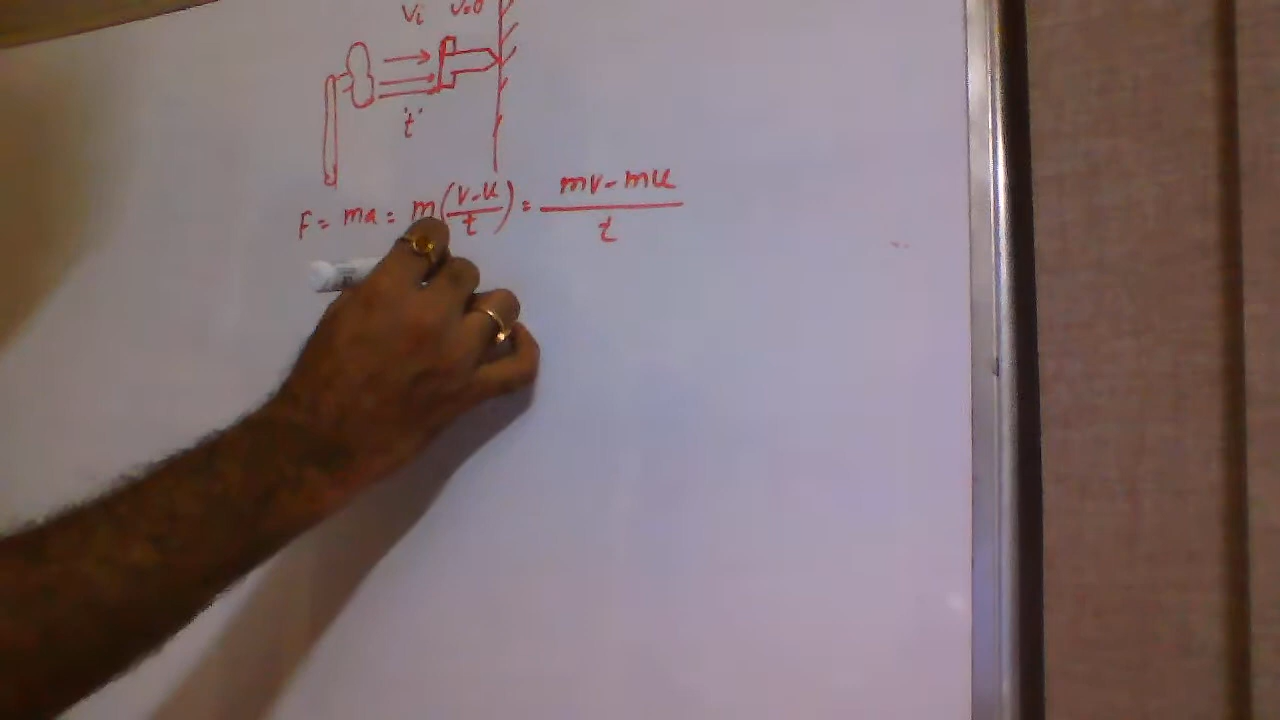 Vi V=0
't'
F = ma = m(v-u/t) = mv-mu/t